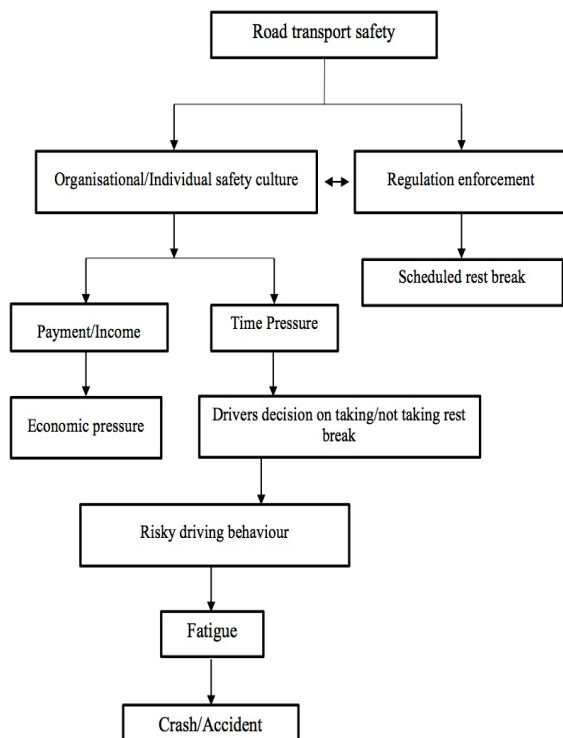 Road transport safety
Organisational/Individual safety culture
Regulation enforcement
Scheduled rest break
Payment/Income
Time Pressure
Economic pressure
Drivers decision on taking/not taking rest
break
Risky driving behaviour
Fatigue
Crash/Accident